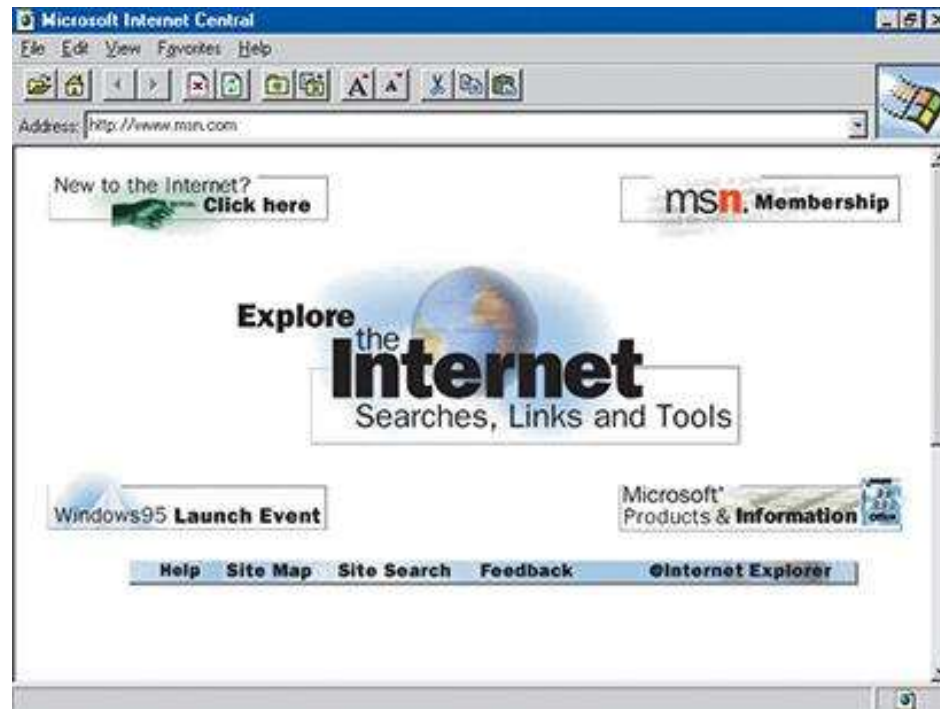 Microsoft Internet Central
File Edit View Favorites Help
A A
Address: http://www.msn.com
New to the Internet?
Click here
msn. Membership
Explore
the
Internet
Searches, Links and Tools
Windows95 Launch Event
Microsoft
Products & Information
Office
Help Site Map Site Search Feedback @Internet Explorer